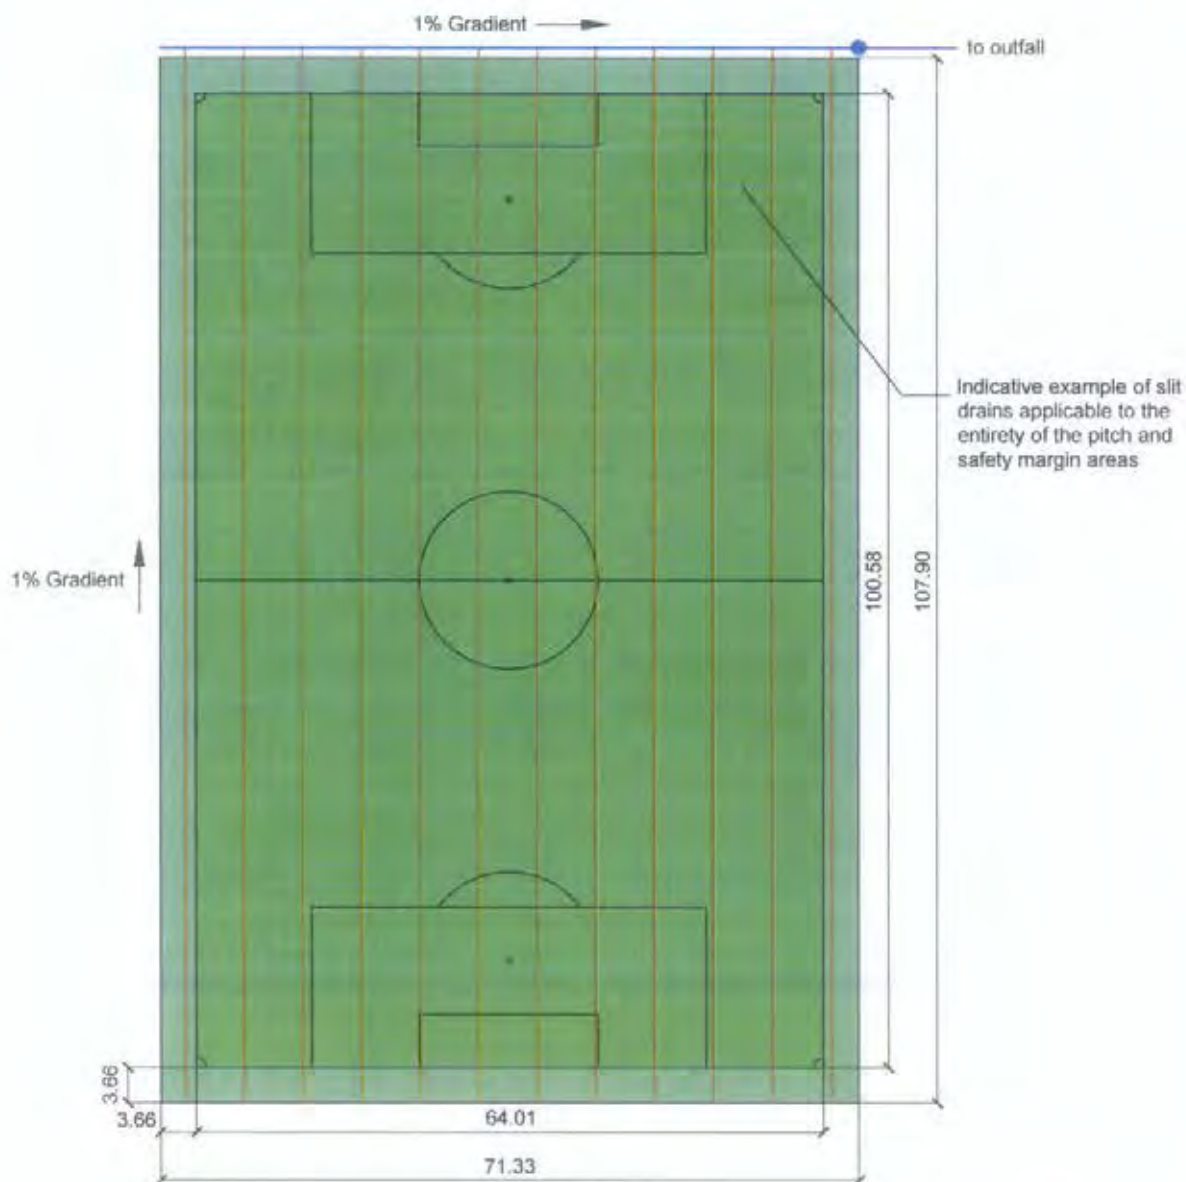 1% Gradient
to outfall
Indicative example of slit
drains applicable to the
entirety of the pitch and
safety margin areas
1% Gradient
100.58
107.90
3.66
3.66
64.01
71.33